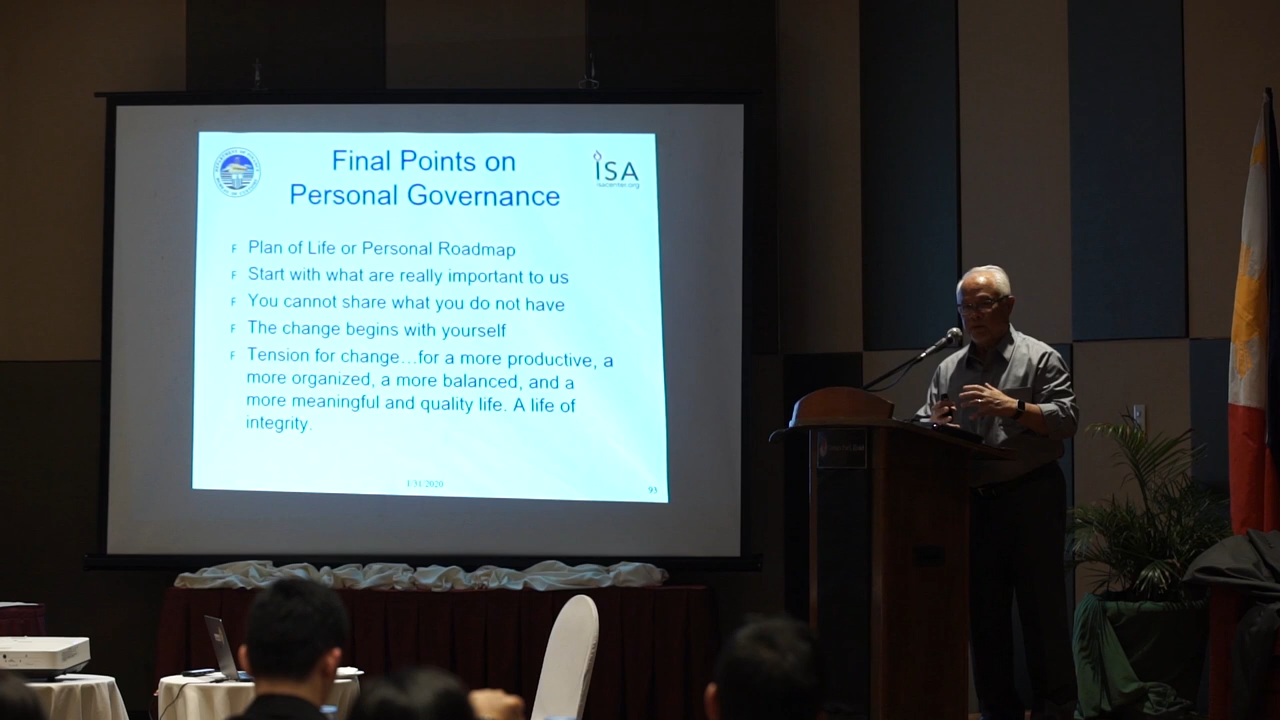 Final Points on
Personal Governance
ISA
isacenter.org
F Plan of Life or Personal Roadmap
F Start with what are really important to us
F You cannot share what you do not have
F The change begins with yourself
F Tension for change...for a more productive, a
more organized, a more balanced, and a
more meaningful and quality life. A life of
integrity.
1/31/2020
93